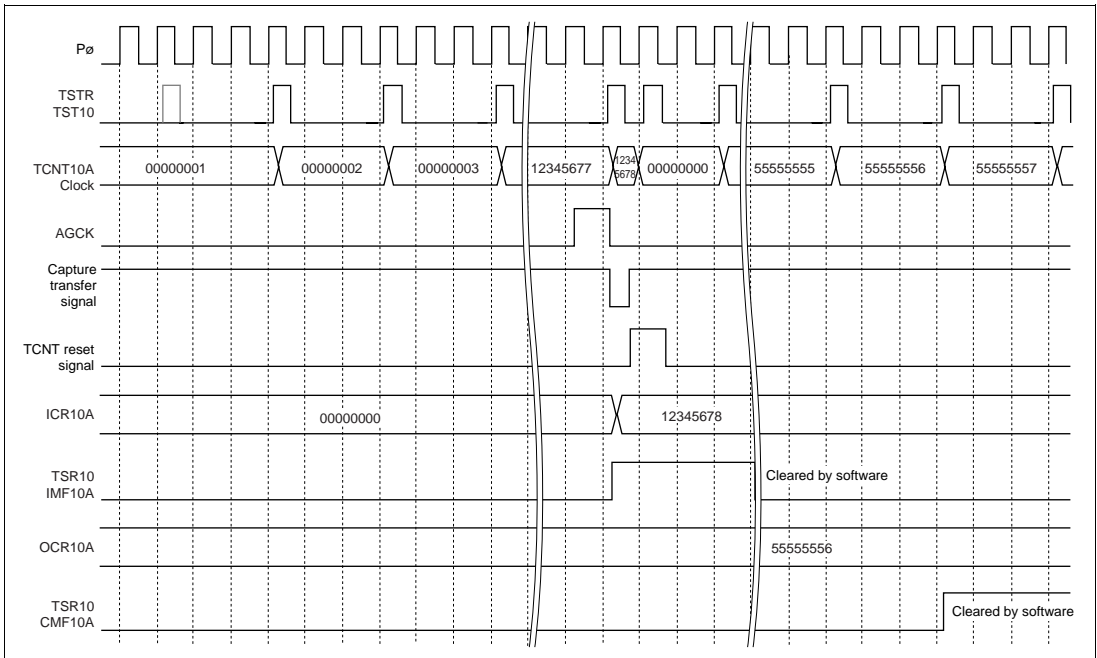 Pø
TSTR
TST10
TCNT10A
Clock
00000001
00000002
00000003
12345677
1234
5678
00000000
55555555
55555556
55555557
AGCK
Capture
transfer
signal
TCNT reset
signal
ICR10A
00000000
12345678
TSR10
IMF10A
Cleared by software
OCR10A
55555556
TSR10
CMF10A
Cleared by software